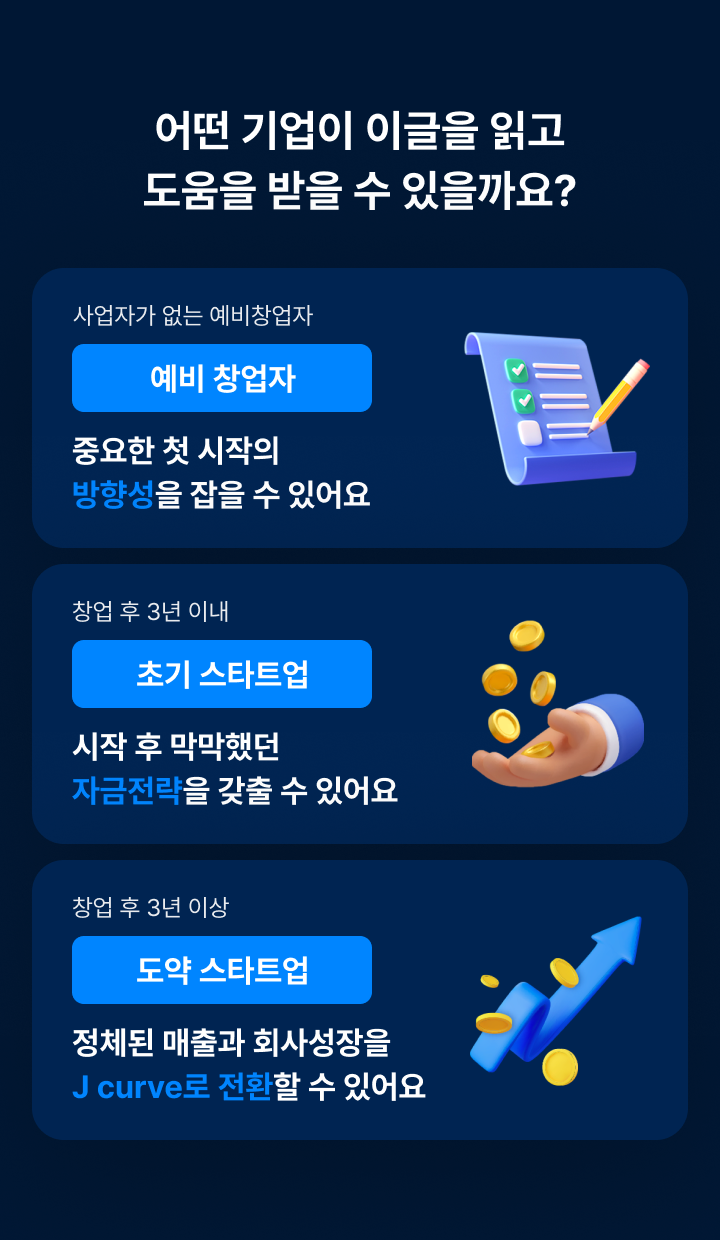 어떤 기업이 이글을 읽고
도움을 받을 수 있을까요?
사업자가 없는 예비창업자
예비 창업자
중요한 첫 시작의
방향성을 잡을 수 있어요
창업 후 3년 이내
초기 스타트업
시작 후 막막했던
자금전략을 갖출 수 있어요
창업 후 3년 이상
도약 스타트업
정체된 매출과 회사성장을
J curve로 전환할 수 있어요